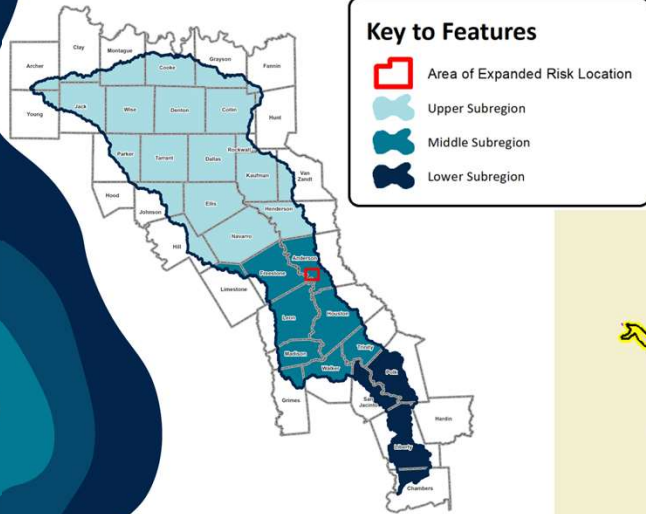 Key to Features
Area of Expanded Risk Location
Upper Subregion
Middle Subregion
Lower Subregion
Clay
Montague
Cooke
Grayson
Fannin
Archer
Young
Jack
Wise
Denton
Collin
Hunt
Parker
Tarrant
Dallas
Rockwall
Kaufman
Van
Zandt
Hood
Johnson
Ellis
Henderson
Hill
Navarro
Anderson
Freestone
Limestone
Leon
Houston
Madison
Trinity
Walker
Polk
Grimes
San
Jacinto
Hardin
Liberty
Chambers